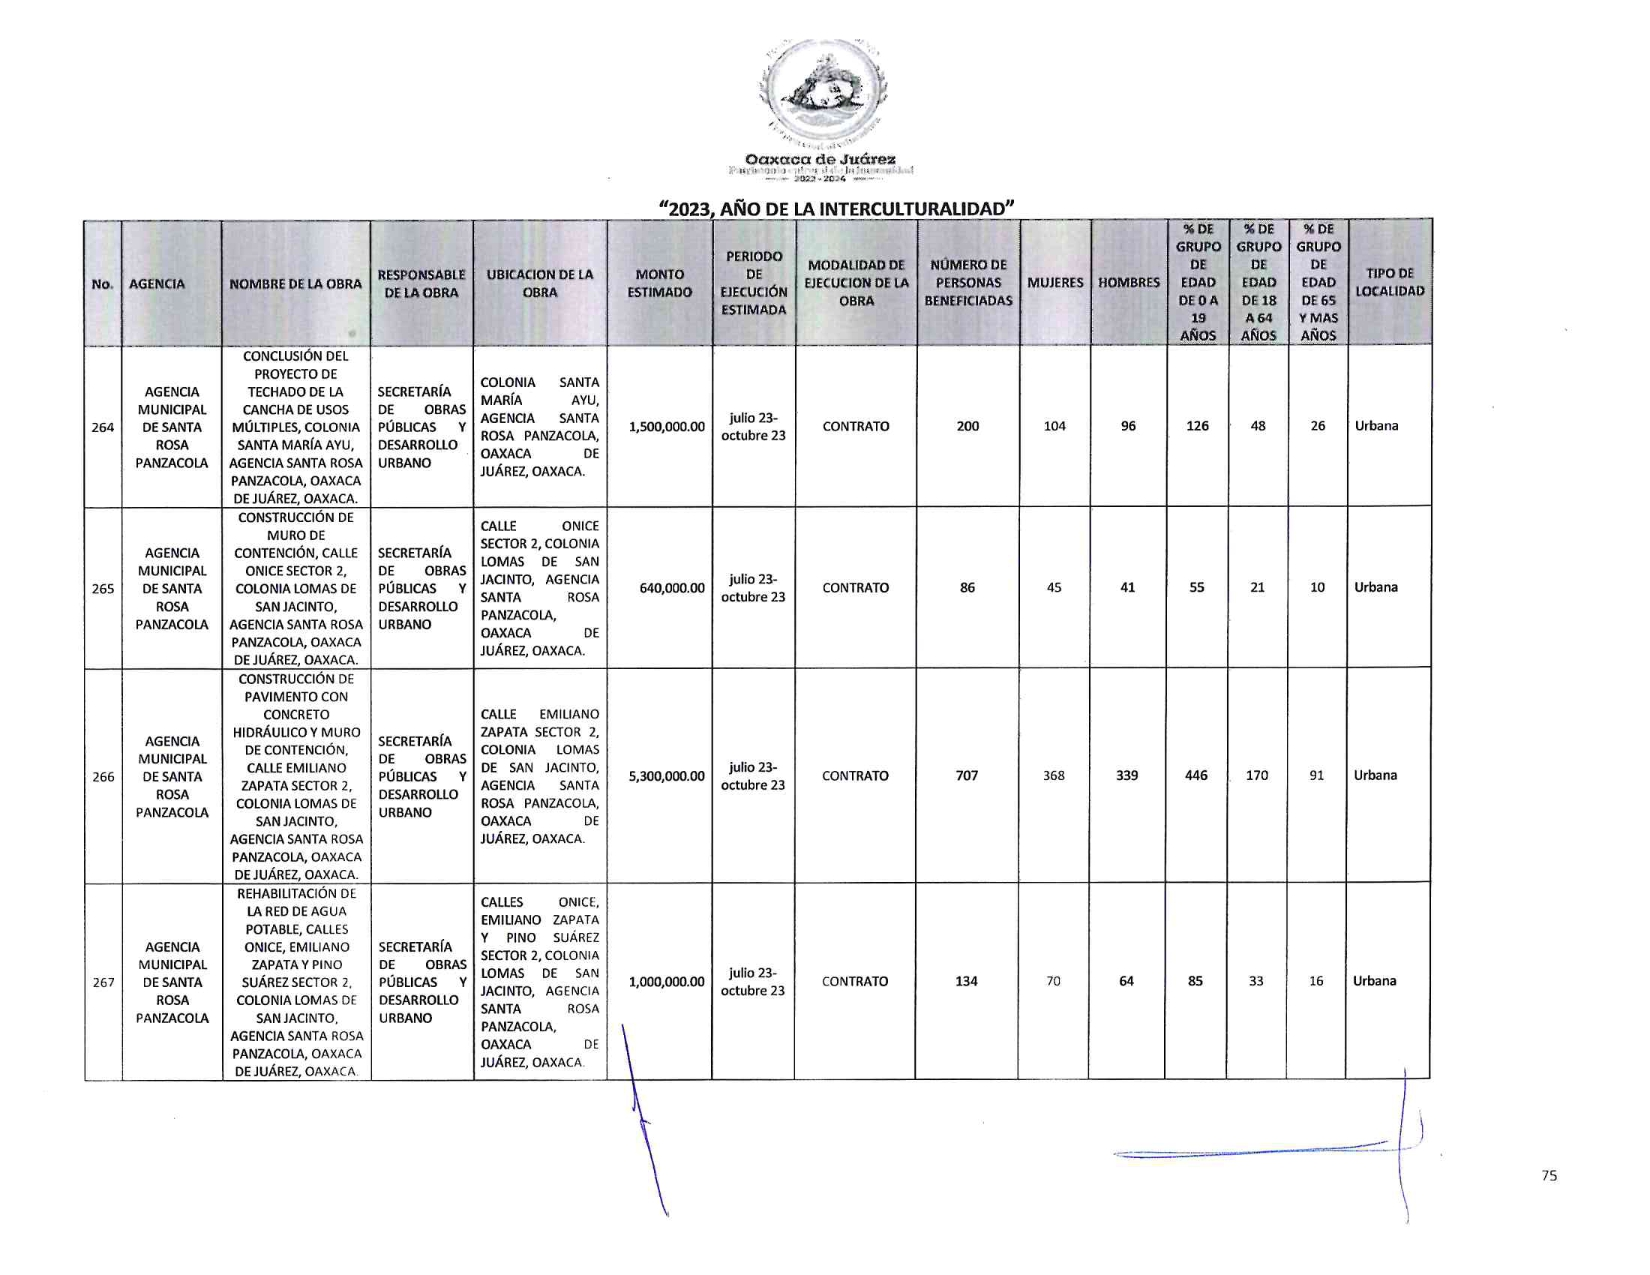 Oaxaca de Juárez
2022 - 2024
“2023, AÑO DE LA INTERCULTURALIDAD”
No.
AGENCIA
NOMBRE DE LA OBRA
RESPONSABLE
DE LA OBRA
UBICACION DE LA
OBRA
MONTO
ESTIMADO
PERIODO
DE
EJECUCIÓN
ESTIMADA
MODALIDAD DE
EJECUCION DE LA
OBRA
NÚMERO DE
PERSONAS
BENEFICIADAS
MUJERES
HOMBRES
% DE
GRUPO
DE
EDAD
DE 0 A
19
AÑOS
% DE
GRUPO
DE
EDAD
DE 18
A 64
AÑOS
% DE
GRUPO
DE
EDAD
DE 65
Y MAS
AÑOS
TIPO DE
LOCALIDAD
264
AGENCIA
MUNICIPAL
DE SANTA
ROSA
PANZACOLA
CONCLUSIÓN DEL
PROYECTO DE
TECHADO DE LA
CANCHA DE USOS
MÚLTIPLES, COLONIA
SANTA MARÍA AYU,
AGENCIA SANTA ROSA
PANZACOLA, OAXACA
DE JUÁREZ, OAXACA.
SECRETARÍA
DE OBRAS
PÚBLICAS Y
DESARROLLO
URBANO
COLONIA SANTA
MARÍA AYU,
AGENCIA SANTA
ROSA PANZACOLA,
OAXACA DE
JUÁREZ, OAXACA.
1,500,000.00
julio 23-
octubre 23
CONTRATO
200
104
96
126
48
26
Urbana
265
AGENCIA
MUNICIPAL
DE SANTA
ROSA
PANZACOLA
CONSTRUCCIÓN DE
MURO DE
CONTENCIÓN, CALLE
ONICE SECTOR 2,
COLONIA LOMAS DE
SAN JACINTO,
AGENCIA SANTA ROSA
PANZACOLA, OAXACA
DE JUÁREZ, OAXACA.
SECRETARÍA
DE OBRAS
PÚBLICAS Y
DESARROLLO
URBANO
CALLE ONICE
SECTOR 2, COLONIA
LOMAS DE SAN
JACINTO, AGENCIA
SANTA ROSA
PANZACOLA,
OAXACA DE
JUÁREZ, OAXACA.
640,000.00
julio 23-
octubre 23
CONTRATO
86
45
41
55
21
10
Urbana
266
AGENCIA
MUNICIPAL
DE SANTA
ROSA
PANZACOLA
CONSTRUCCIÓN DE
PAVIMENTO CON
CONCRETO
HIDRÁULICO Y MURO
DE CONTENCIÓN,
CALLE EMILIANO
ZAPATA SECTOR 2,
COLONIA LOMAS DE
SAN JACINTO,
AGENCIA SANTA ROSA
PANZACOLA, OAXACA
DE JUÁREZ, OAXACA.
SECRETARÍA
DE OBRAS
PÚBLICAS Y
DESARROLLO
URBANO
CALLE EMILIANO
ZAPATA SECTOR 2,
COLONIA LOMAS
DE SAN JACINTO,
AGENCIA SANTA
ROSA PANZACOLA,
OAXACA DE
JUÁREZ, OAXACA.
5,300,000.00
julio 23-
octubre 23
CONTRATO
707
368
339
446
170
91
Urbana
267
AGENCIA
MUNICIPAL
DE SANTA
ROSA
PANZACOLA
REHABILITACIÓN DE
LA RED DE AGUA
POTABLE, CALLES
ONICE, EMILIANO
ZAPATA Y PINO
SUÁREZ SECTOR 2,
COLONIA LOMAS DE
SAN JACINTO,
AGENCIA SANTA ROSA
PANZACOLA, OAXACA
DE JUÁREZ, OAXACA.
SECRETARÍA
DE OBRAS
PÚBLICAS Y
DESARROLLO
URBANO
CALLES ONICE,
EMILIANO ZAPATA
Y PINO SUÁREZ
SECTOR 2, COLONIA
LOMAS DE SAN
JACINTO, AGENCIA
SANTA ROSA
PANZACOLA,
OAXACA DE
JUÁREZ, OAXACA.
1,000,000.00
julio 23-
octubre 23
CONTRATO
134
70
64
85
33
16
Urbana
75